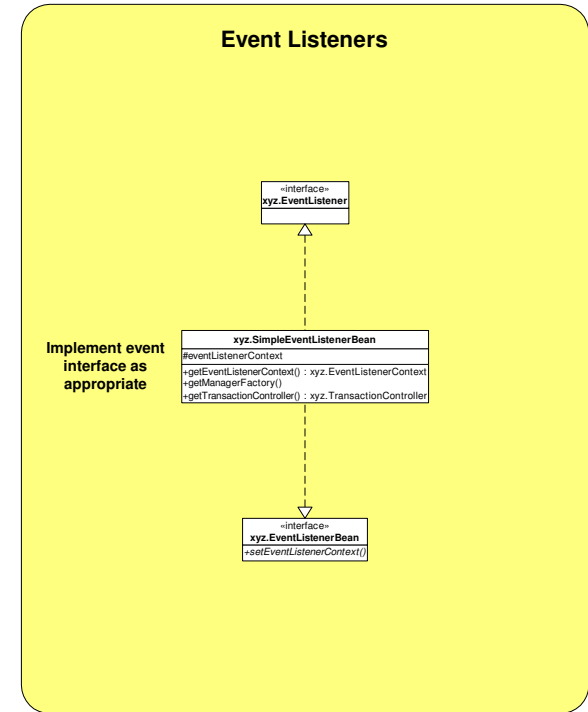 Event Listeners
«interface»
xyz.EventListener
Implement event
interface as
appropriate
xyz.SimpleEventListenerBean
#eventListenerContext
+getEventListenerContext() : xyz.EventListenerContext
+getManagerFactory()
+getTransactionController() : xyz.TransactionController
«interface»
xyz.EventListenerBean
+setEventListenerContext()